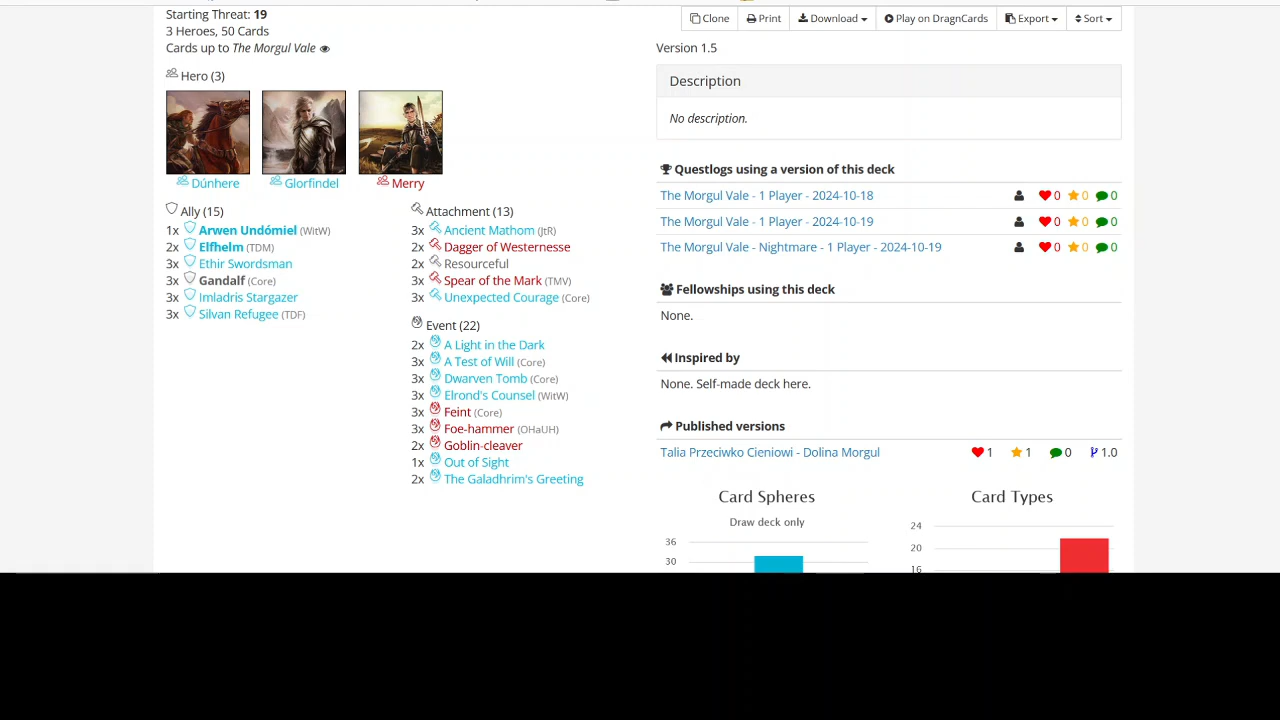 Starting Threat: 19
3 Heroes, 50 Cards
Cards up to The Morgul Vale
Hero (3)
Dúnhere
Glorfindel
Merry
Ally (15)
1x Arwen Undómiel (WitW)
2x Elfhelm (TDM)
3x Ethir Swordsman
3x Gandalf (Core)
3x Imladris Stargazer
3x Silvan Refugee (TDF)
Attachment (13)
3x Ancient Mathom (JtR)
2x Dagger of Westernesse
2x Resourceful
3x Spear of the Mark (TMV)
3x Unexpected Courage (Core)
Event (22)
2x A Light in the Dark
3x A Test of Will (Core)
3x Dwarven Tomb (Core)
3x Elrond's Counsel (WitW)
3x Feint (Core)
3x Foe-hammer (OHaUH)
2x Goblin-cleaver
1x Out of Sight
2x The Galadhrim's Greeting
Clone Print Download Play on DragnCards Export Sort
Version 1.5
Description
No description.
Questlogs using a version of this deck
The Morgul Vale - 1 Player - 2024-10-18 0 0 0
The Morgul Vale - 1 Player - 2024-10-19 0 0 0
The Morgul Vale - Nightmare - 1 Player - 2024-10-19 0 0 0
Fellowships using this deck
None.
Inspired by
None. Self-made deck here.
Published versions
Talia Przeciwko Cieniowi - Dolina Morgul 1 1 0 1.0
Card Spheres
Draw deck only
36
30
Card Types
24
20
16